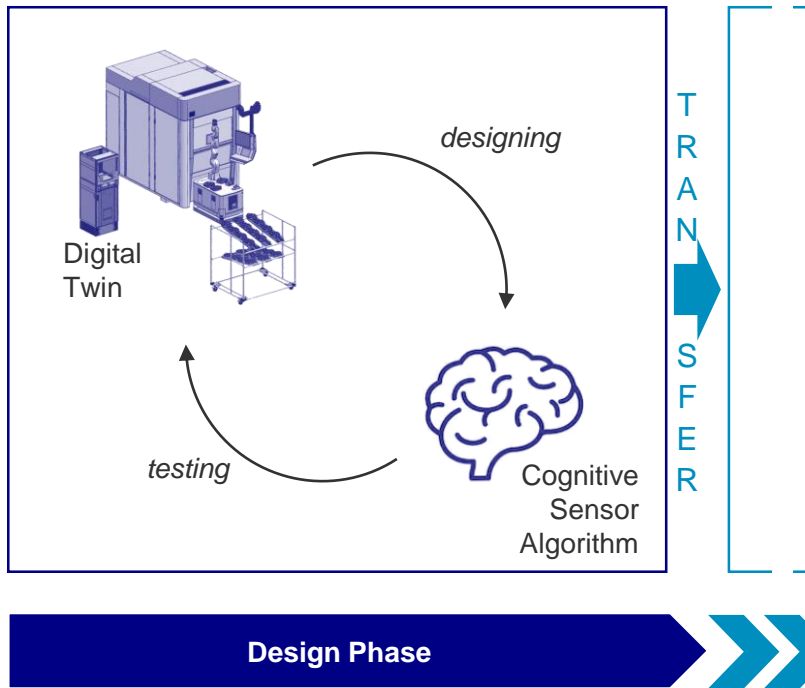 designing
Digital
Twin
testing
Cognitive
Sensor
Algorithm
T
R
A
N
S
F
E
R
Design Phase